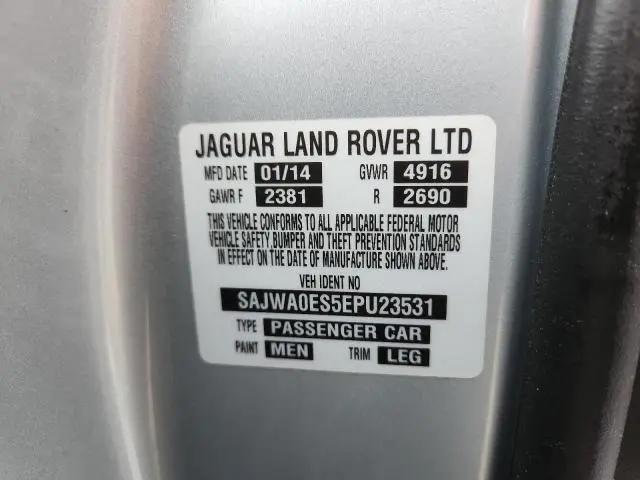 JAGUAR LAND ROVER LTD
MFD DATE 01/14 GVWR 4916
GAWR F 2381 R 2690
THIS VEHICLE CONFORMS TO ALL APPLICABLE FEDERAL MOTOR
VEHICLE SAFETY,BUMPER AND THEFT PREVENTION STANDARDS
IN EFFECT ON THE DATE OF MANUFACTURE SHOWN ABOVE.
VEH IDENT NO
SAJWA0ES5EPU23531
TYPE PASSENGER CAR
PAINT MEN TRIM LEG